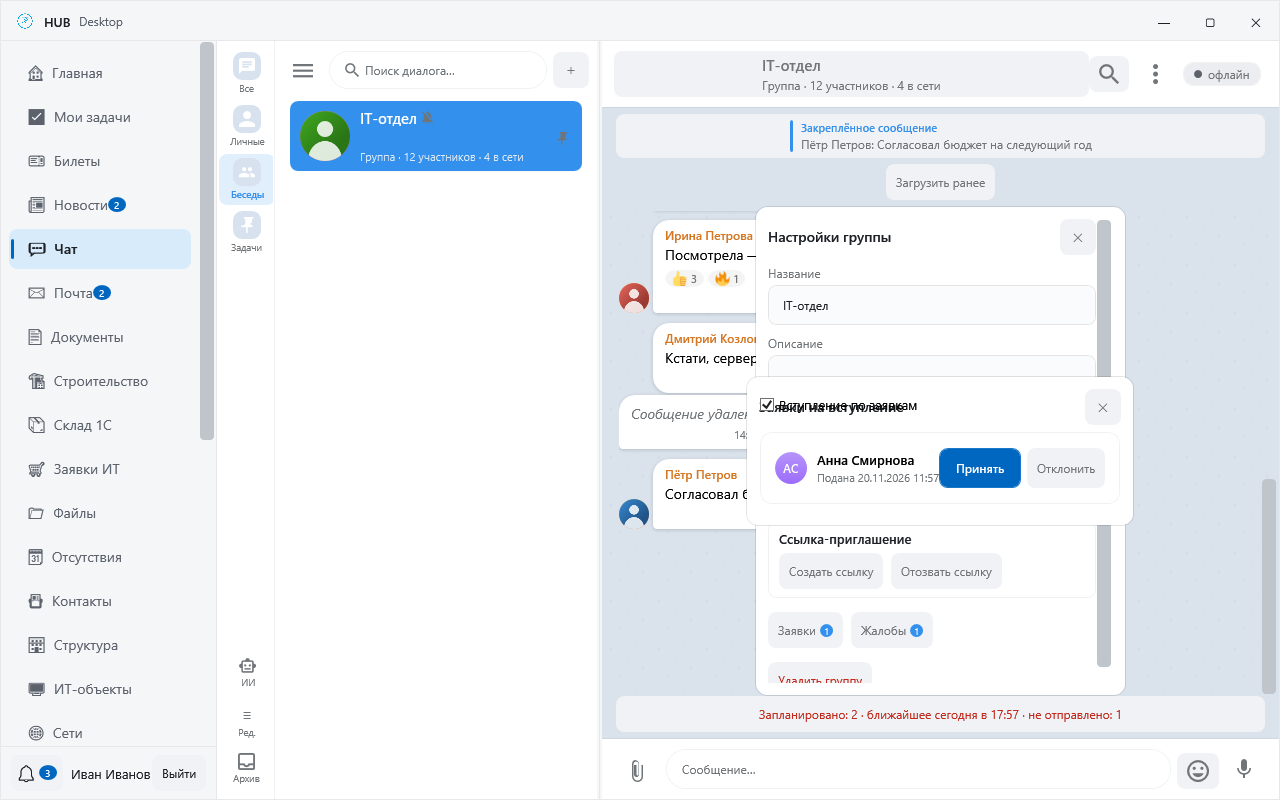 HUB Desktop
Главная
Мои задачи
Билеты
Новости 2
Чат
Почта 2
Документы
Строительство
Склад 1С
Заявки ИТ
Файлы
31 Отсутствия
Контакты
Структура
ИТ-объекты
Сети
3 Иван Иванов Выйти
Все
Личные
Беседы
Задачи
ИИ
Ред.
Архив
Поиск диалога... +
IT-отдел
Группа · 12 участников · 4 в сети
IT-отдел
Группа · 12 участников · 4 в сети
офлайн
Закреплённое сообщение
Пётр Петров: Согласовал бюджет на следующий год
Загрузить ранее
Ирина Петрова
Посмотрела —
3 1
Дмитрий Козло
Кстати, сервер
Сообщение удален
14:
Пётр Петров
Согласовал б
Настройки группы
Название
IT-отдел
Описание
Вступление по заявкам
Заявки на вступление
АС Анна Смирнова
Подана 20.11.2026 11:57
Принять Отклонить
Ссылка-приглашение
Создать ссылку Отозвать ссылку
Заявки 1 Жалобы 1
Удалить группу
Запланировано: 2 · ближайшее сегодня в 17:57 · не отправлено: 1
Сообщение...